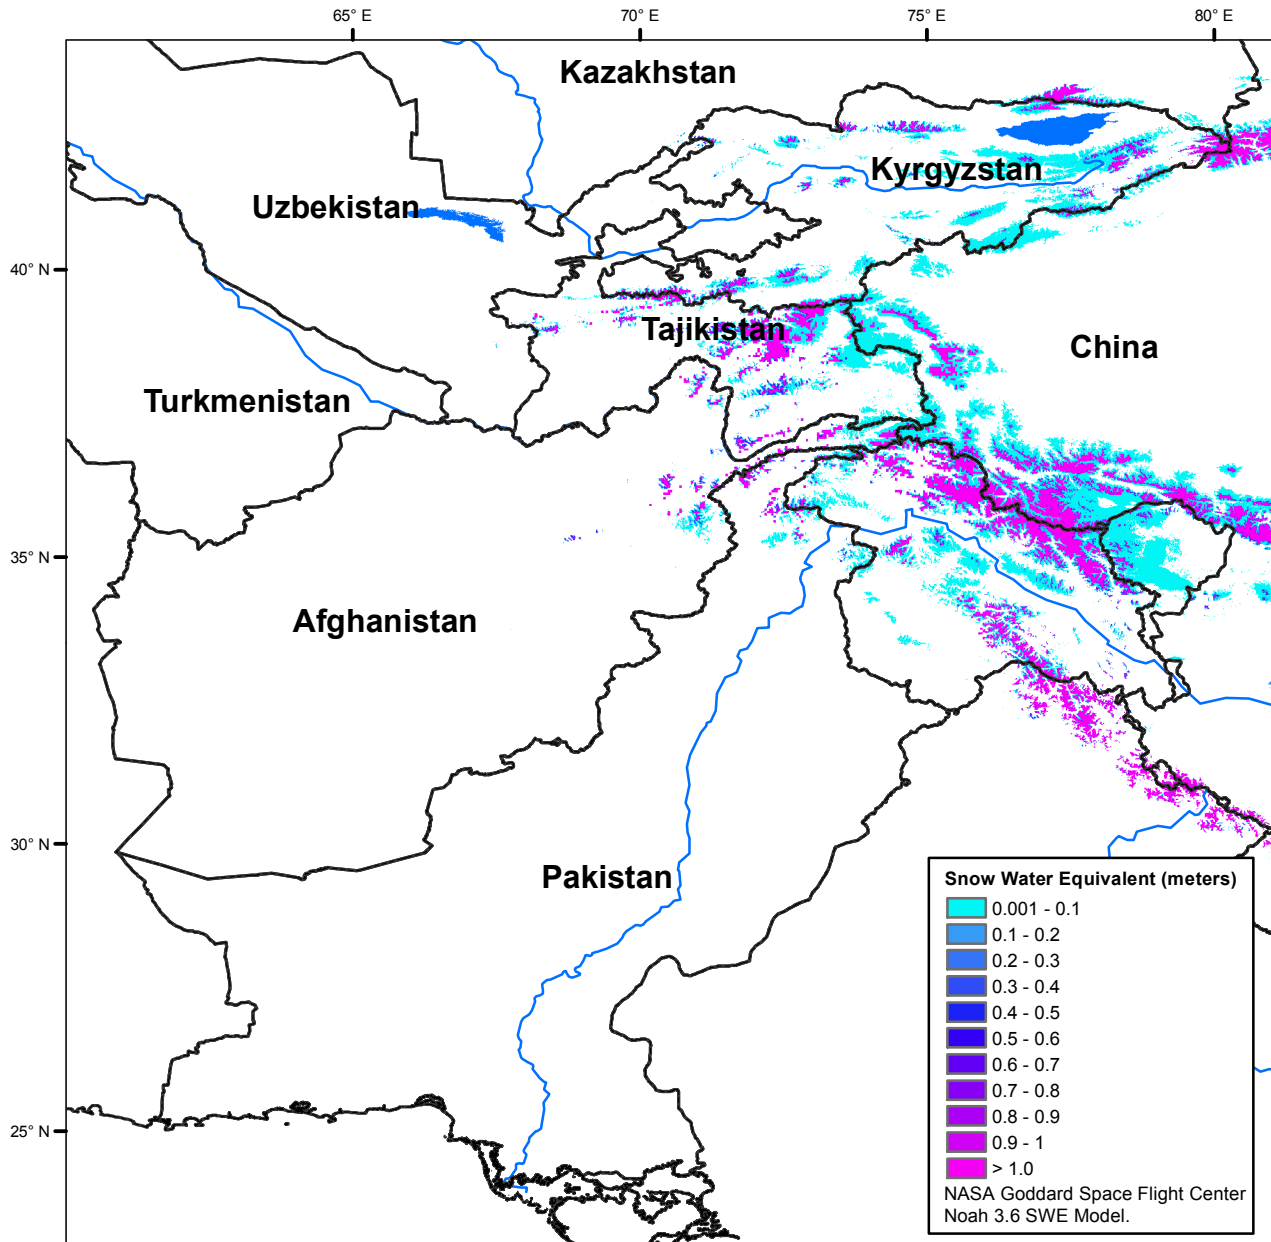 65° E
70° E
75° E
80° E
Kazakhstan
Kyrgyzstan
Uzbekistan
40° N
Tajikistan
China
Turkmenistan
35° N
Afghanistan
30° N
Pakistan
Snow Water Equivalent (meters)
0.001 - 0.1
0.1 - 0.2
0.2 - 0.3
0.3 - 0.4
0.4 - 0.5
0.5 - 0.6
0.6 - 0.7
0.7 - 0.8
0.8 - 0.9
0.9 - 1
> 1.0
NASA Goddard Space Flight Center
Noah 3.6 SWE Model.
25° N